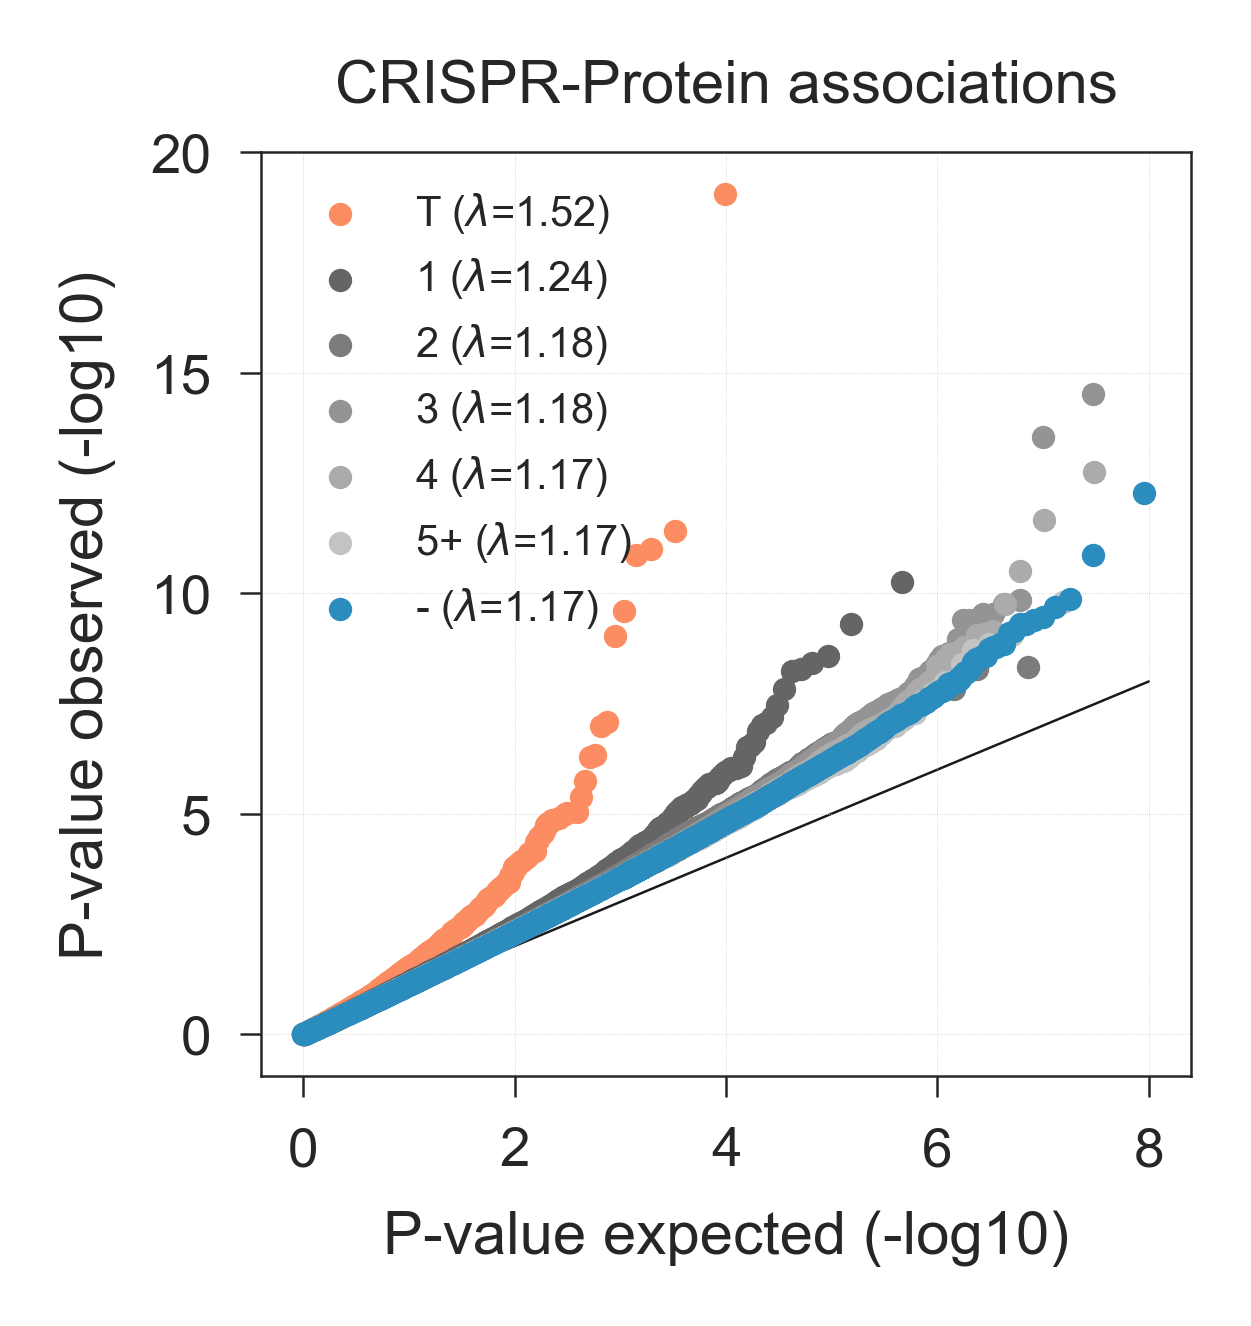 CRISPR-Protein associations
20
15
10
5
0
P-value observed (-log10)
T (λ=1.52)
1 (λ=1.24)
2 (λ=1.18)
3 (λ=1.18)
4 (λ=1.17)
5+ (λ=1.17)
- (λ=1.17)
0 2 4 6 8
P-value expected (-log10)